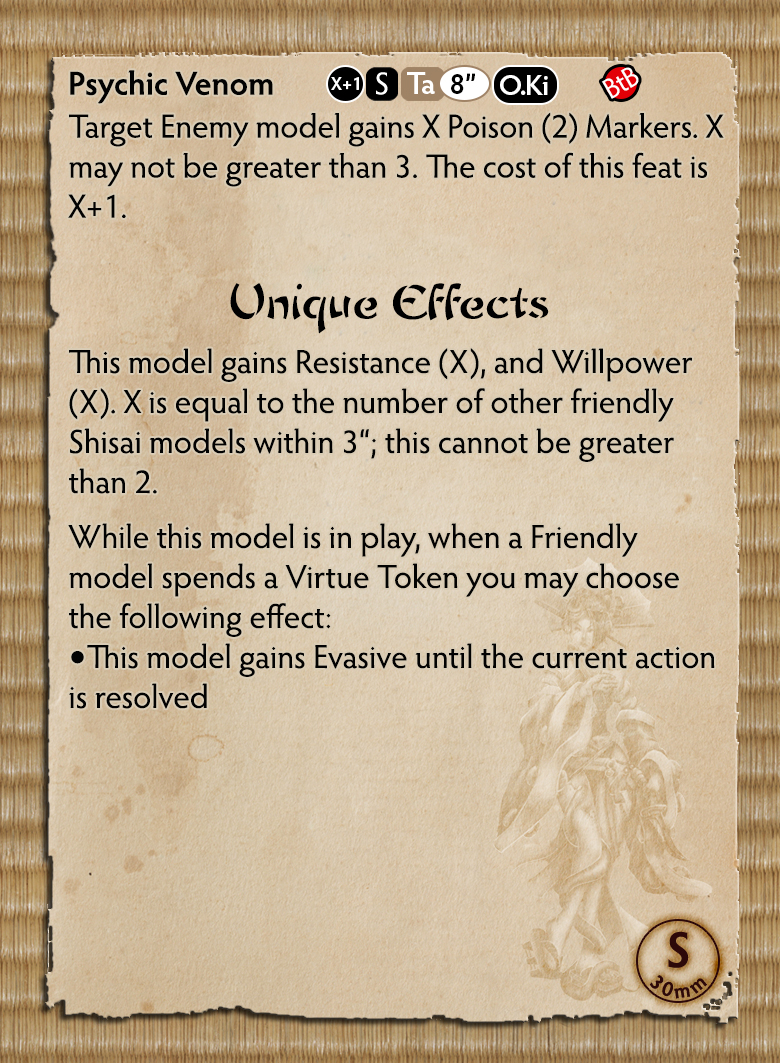 Psychic Venom X+1 S Ta 8” O.Ki BtB
Target Enemy model gains X Poison (2) Markers. X
may not be greater than 3. The cost of this feat is
X+1.
Unique Effects
This model gains Resistance (X), and Willpower
(X). X is equal to the number of other friendly
Shisai models within 3“; this cannot be greater
than 2.
While this model is in play, when a Friendly
model spends a Virtue Token you may choose
the following effect:
•This model gains Evasive until the current action
is resolved
S
30mm